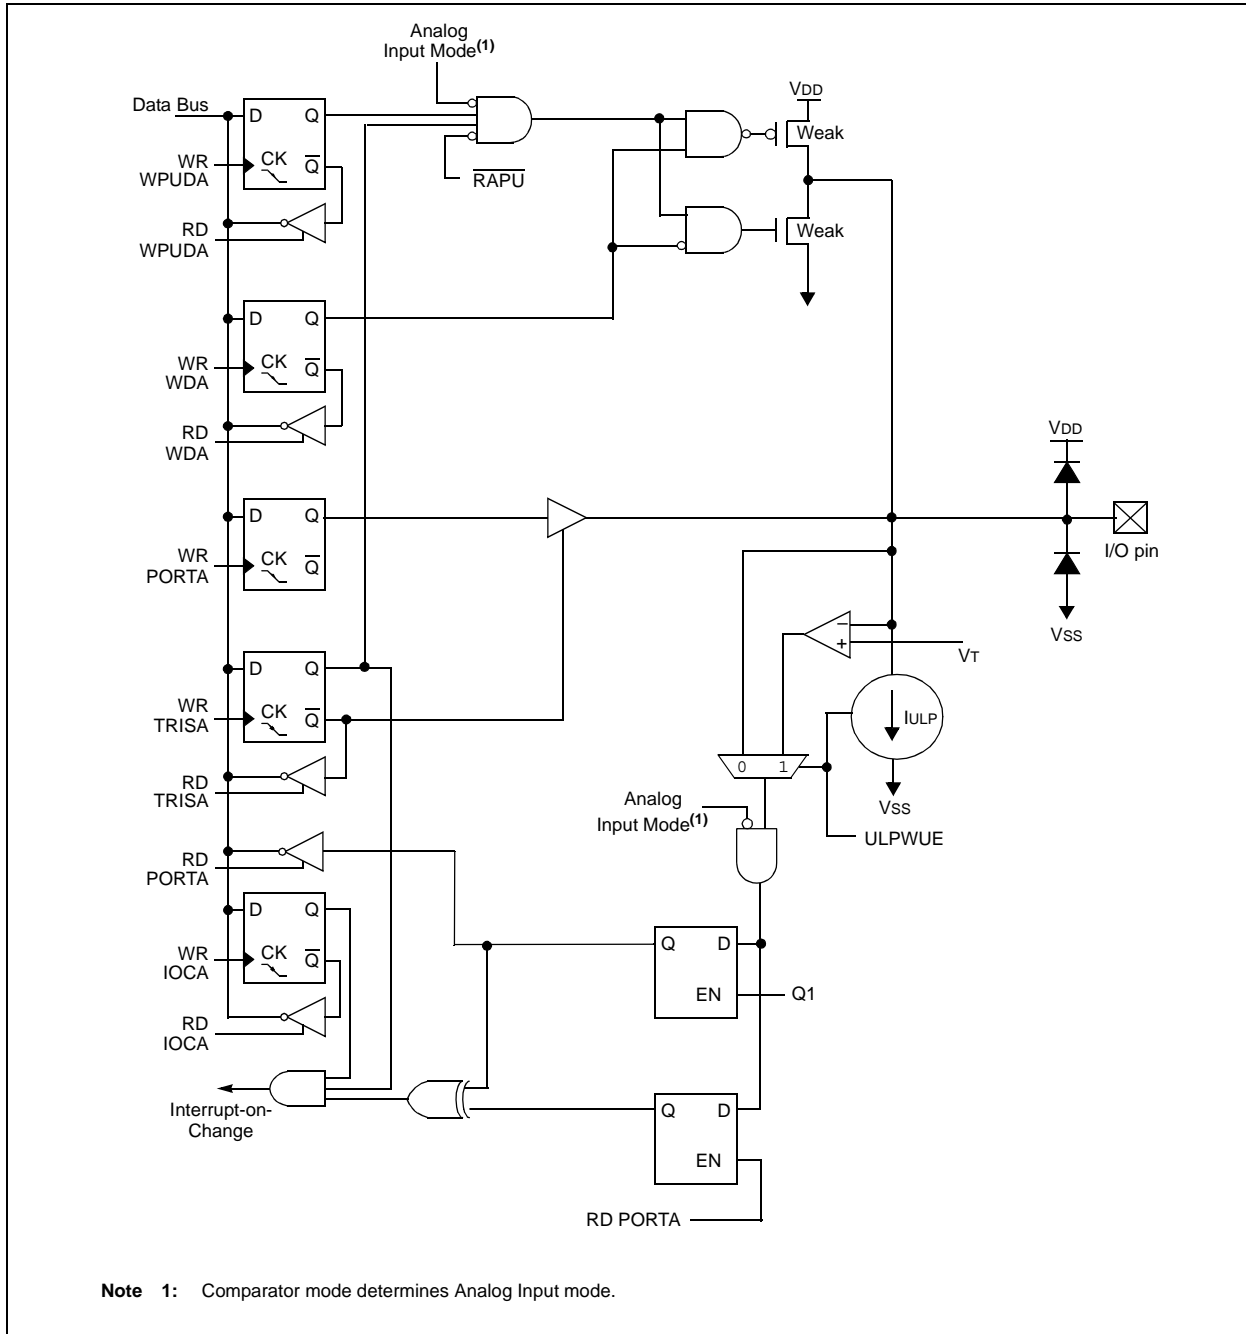 Analog
Input Mode(1)
Data Bus
D Q
CK Q̅
WR
WPUDA
RD
WPUDA
R̅A̅P̅U̅
VDD
Weak
Weak
D Q
CK Q̅
WR
WDA
RD
WDA
D Q
CK Q̅
WR
PORTA
VDD
I/O pin
VSS
D Q
CK Q̅
WR
TRISA
RD
TRISA
−
+
VT
IULP
VSS
0 1
Analog
Input Mode(1)
ULPWUE
RD
PORTA
D Q
CK Q̅
WR
IOCA
RD
IOCA
Q D
EN
Q1
Interrupt-on-
Change
Q D
EN
RD PORTA
Note 1: Comparator mode determines Analog Input mode.